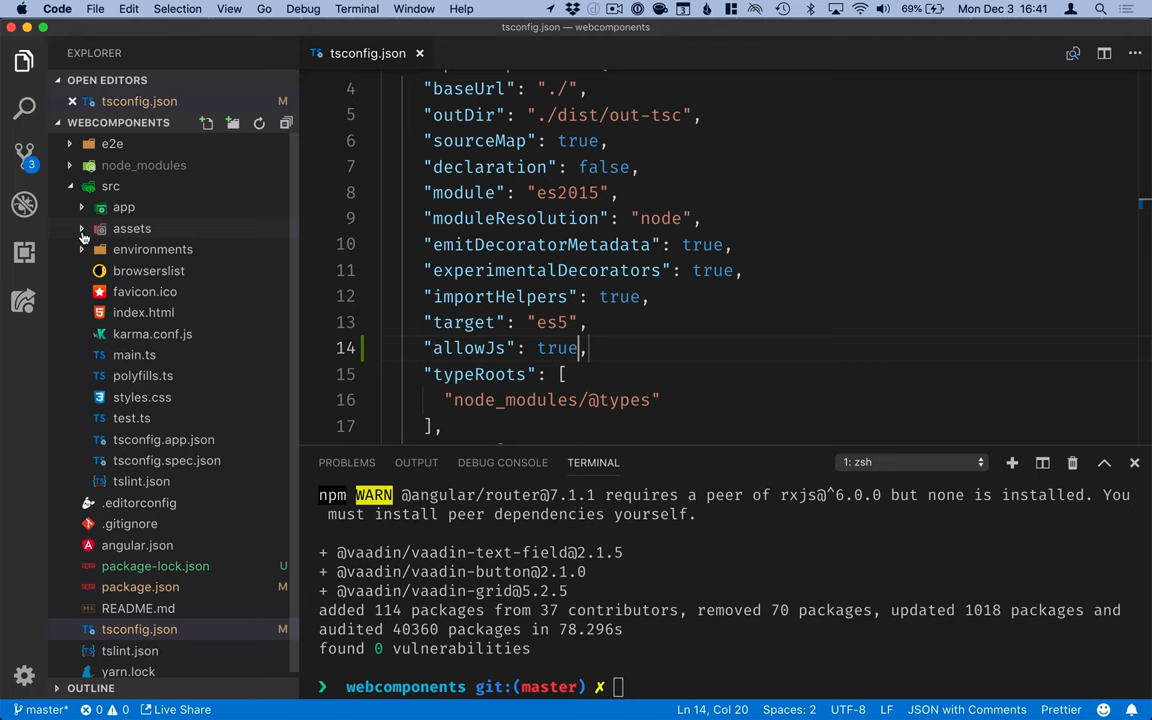 Code File Edit Selection View Go Debug Terminal Window Help 3 69% Mon Dec 3 16:41
tsconfig.json — webcomponents
EXPLORER
tsconfig.json
OPEN EDITORS
tsconfig.json M
WEBCOMPONENTS
e2e
node_modules
src
app
assets
environments
browserslist
favicon.ico
index.html
karma.conf.js
main.ts
TS polyfills.ts
styles.css
TS test.ts
tsconfig.app.json
tsconfig.spec.json
TS tslint.json
.editorconfig
.gitignore
angular.json
package-lock.json U
package.json M
README.md
tsconfig.json M
TS tslint.json
yarn.lock
OUTLINE
3
4 "baseUrl": "./",
5 "outDir": "./dist/out-tsc",
6 "sourceMap": true,
7 "declaration": false,
8 "module": "es2015",
9 "moduleResolution": "node",
10 "emitDecoratorMetadata": true,
11 "experimentalDecorators": true,
12 "importHelpers": true,
13 "target": "es5",
14 "allowJs": true,
15 "typeRoots": [
16 "node_modules/@types"
17 ],
PROBLEMS OUTPUT DEBUG CONSOLE TERMINAL 1: zsh
npm WARN @angular/router@7.1.1 requires a peer of rxjs@^6.0.0 but none is installed. You
must install peer dependencies yourself.
+ @vaadin/vaadin-text-field@2.1.5
+ @vaadin/vaadin-button@2.1.0
+ @vaadin/vaadin-grid@5.2.5
added 114 packages from 37 contributors, removed 70 packages, updated 1018 packages and
audited 40360 packages in 78.296s
found 0 vulnerabilities
❯ webcomponents git:(master) ✗
master* 0 0 Live Share Ln 14, Col 20 Spaces: 2 UTF-8 LF JSON with Comments Prettier